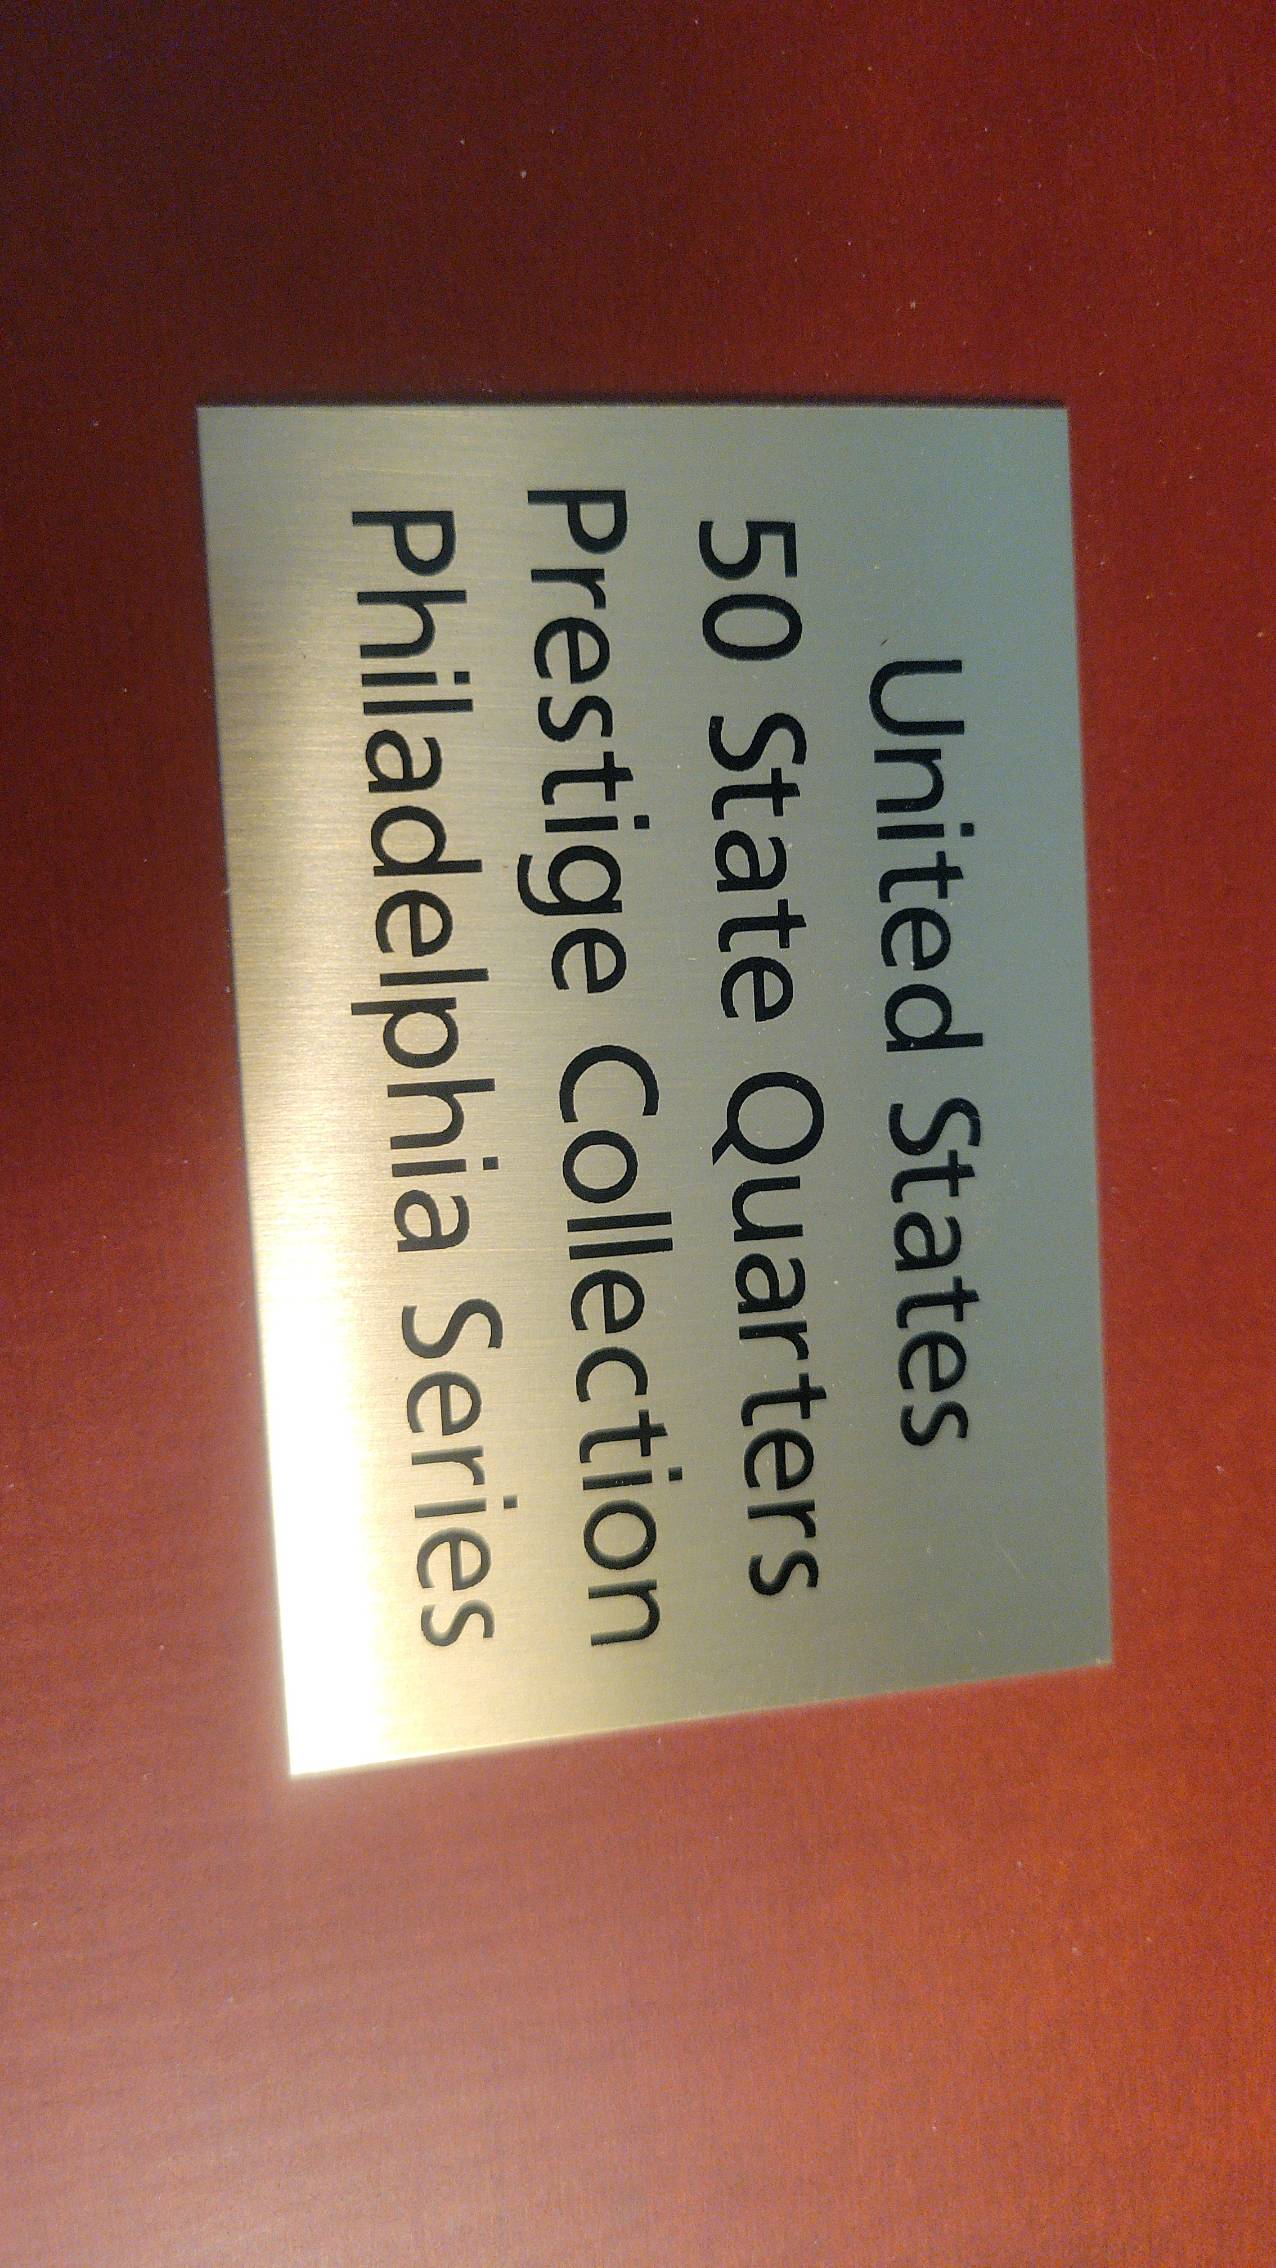 United States
50 State Quarters
Prestige Collection
Philadelphia Series